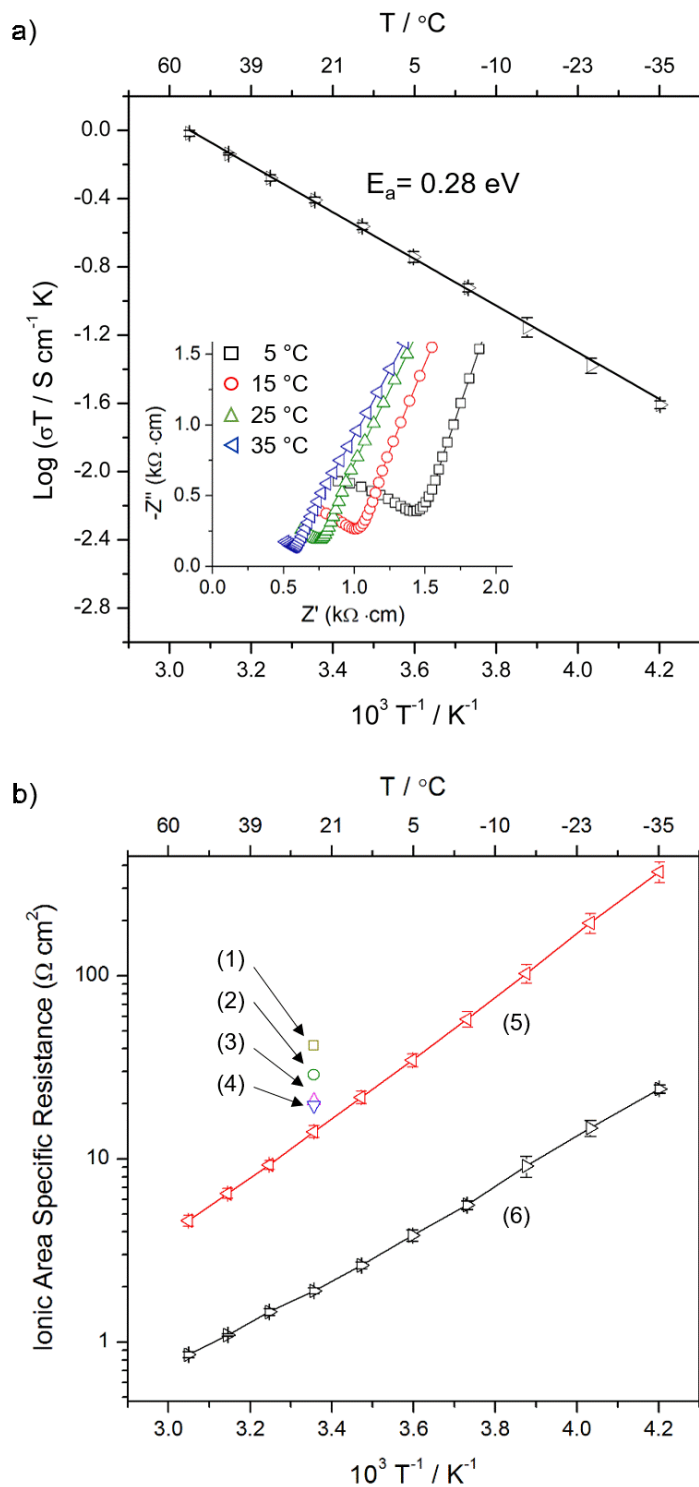 a)
T / °C
60 39 21 5 -10 -23 -35
0.0
-0.4
-0.8
-1.2
-1.6
-2.0
-2.4
-2.8
Log (σT / S cm⁻¹ K)
Eₐ= 0.28 eV
5 °C
15 °C
25 °C
35 °C
1.5
1.0
0.5
0.0
-Z'' (kΩ ·cm)
0.0 0.5 1.0 1.5 2.0
Z' (kΩ ·cm)
3.0 3.2 3.4 3.6 3.8 4.0 4.2
10³ T⁻¹ / K⁻¹
b)
T / °C
60 39 21 5 -10 -23 -35
100
10
1
Ionic Area Specific Resistance (Ω cm²)
(1)
(2)
(3)
(4)
(5)
(6)
3.0 3.2 3.4 3.6 3.8 4.0 4.2
10³ T⁻¹ / K⁻¹